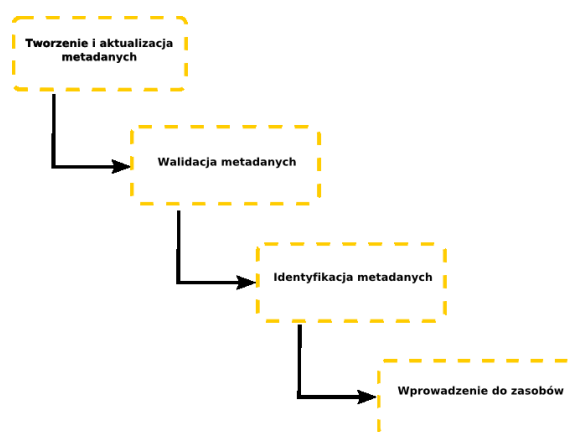 Tworzenie i aktualizacja
metadanych
Walidacja metadanych
Identyfikacja metadanych
Wprowadzenie do zasobów